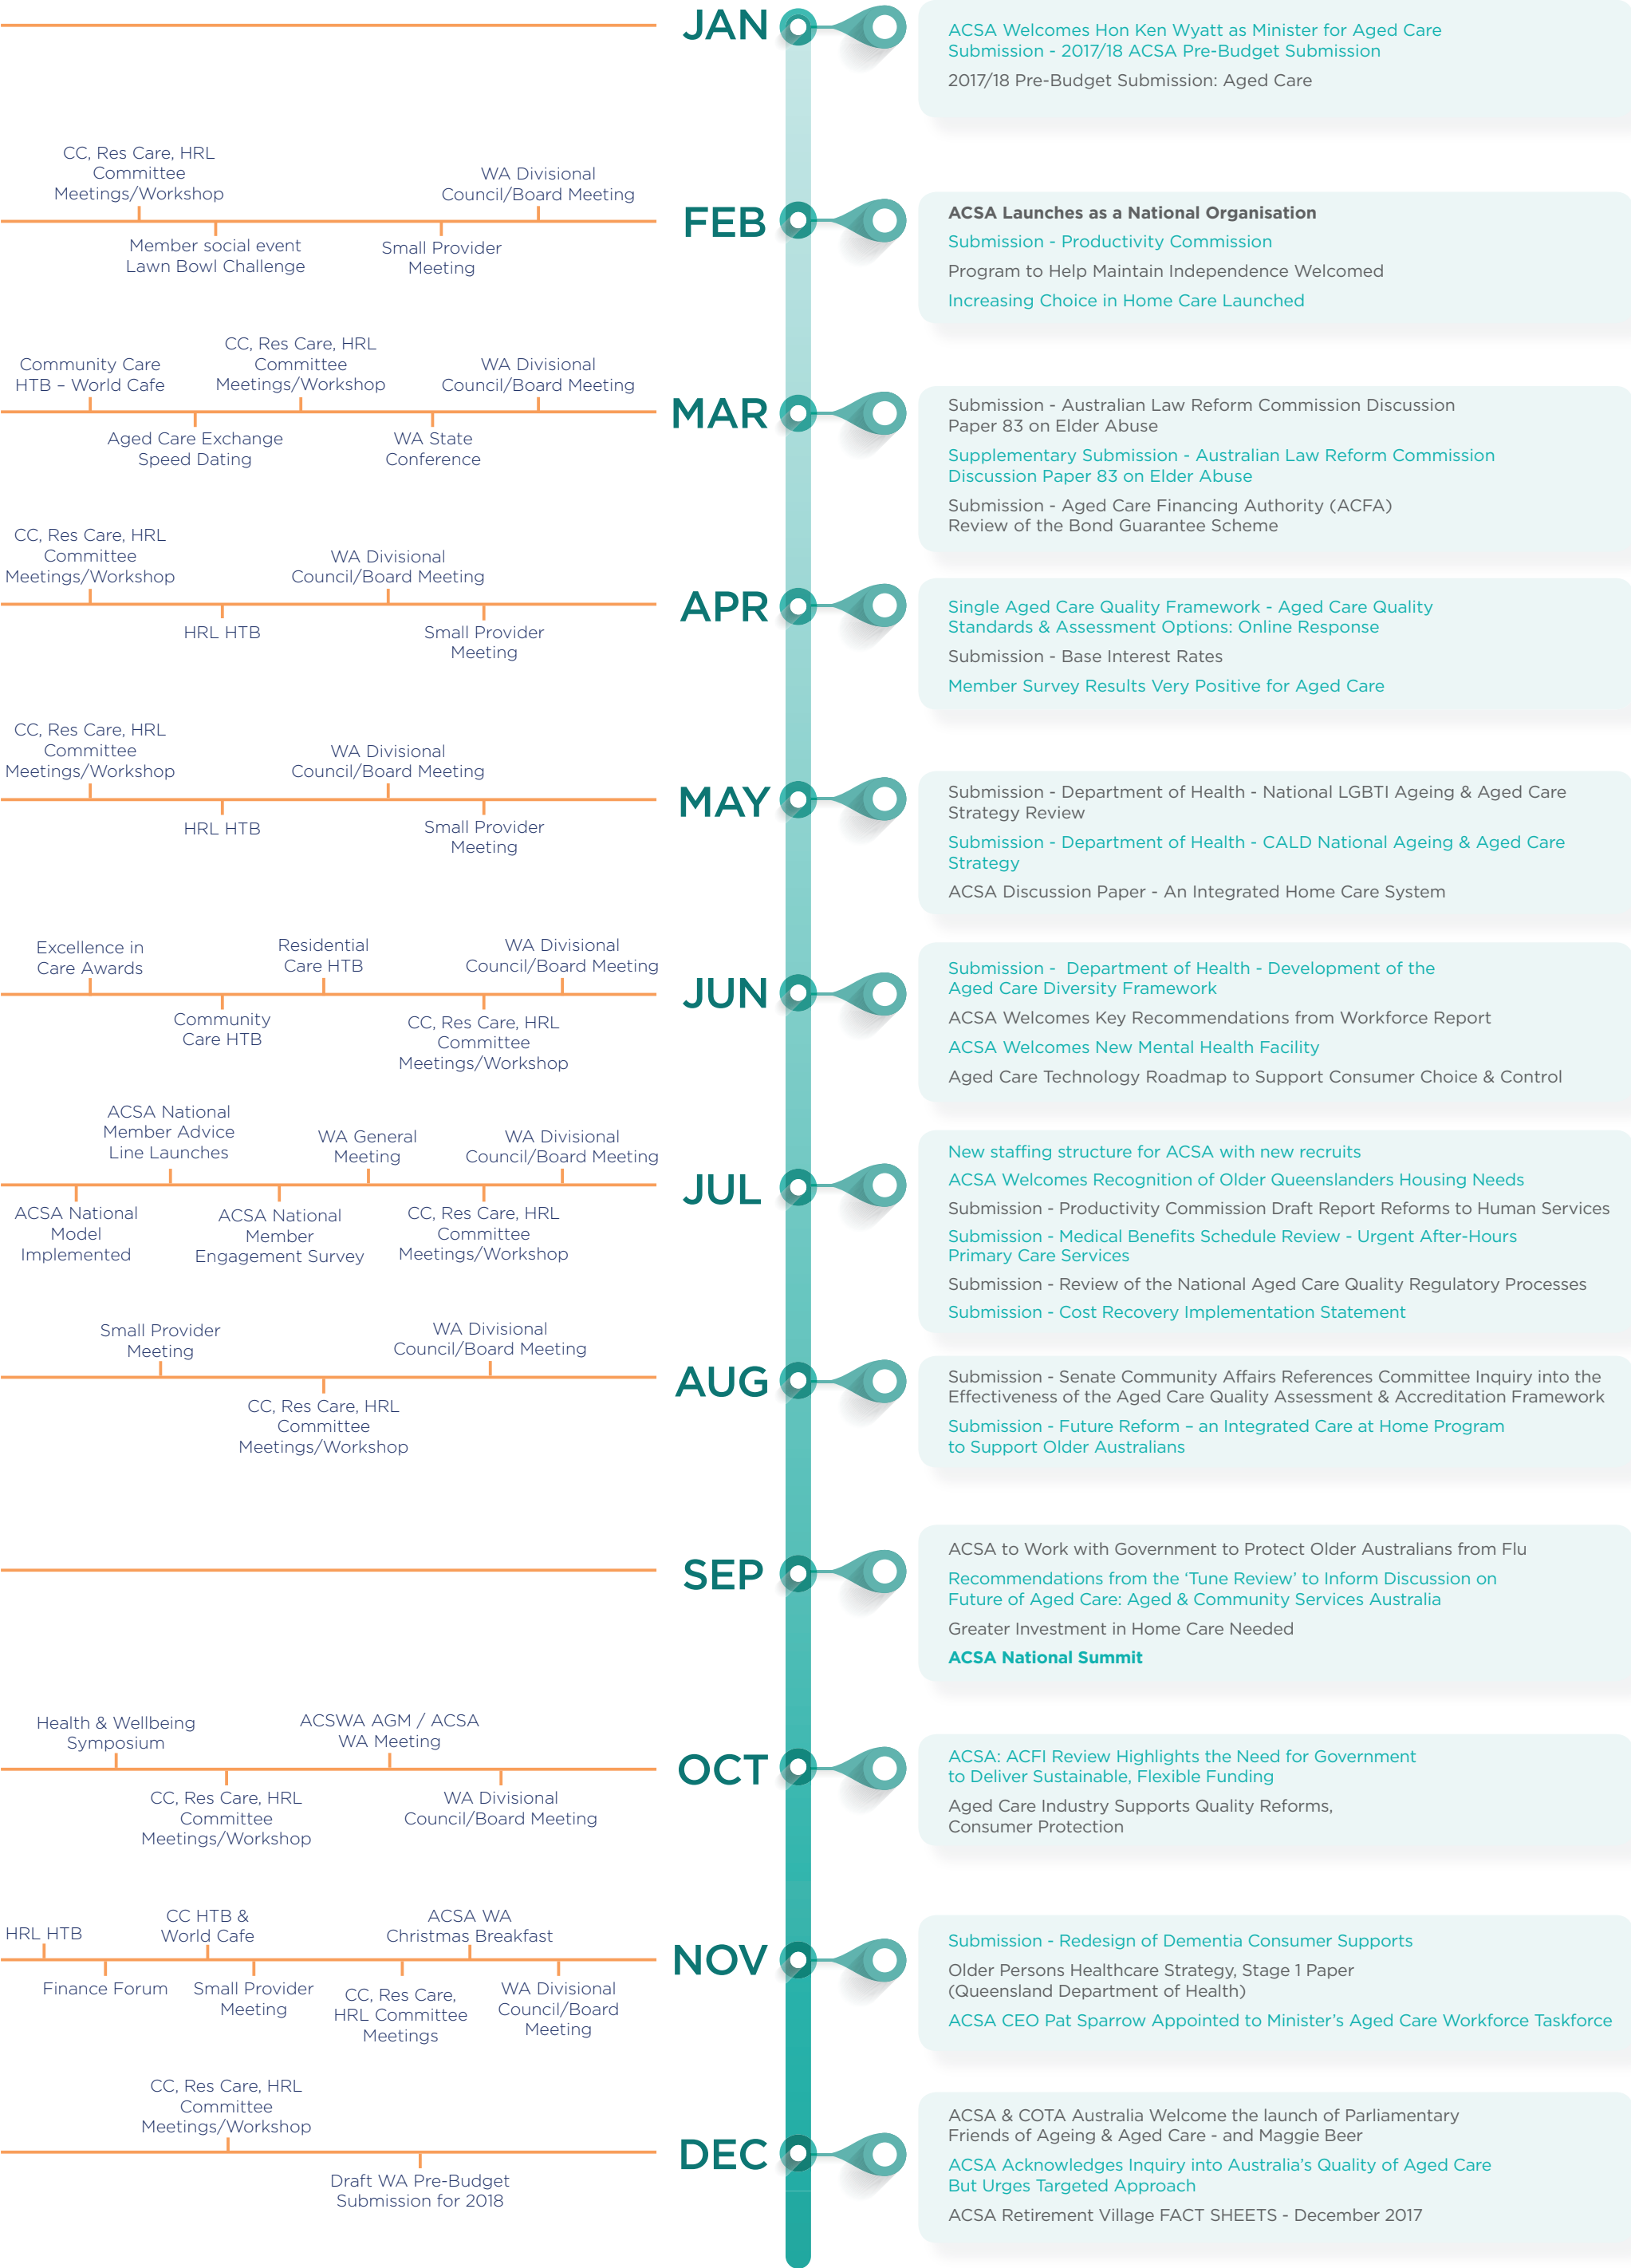 JAN
ACSA Welcomes Hon Ken Wyatt as Minister for Aged Care
Submission - 2017/18 ACSA Pre-Budget Submission
2017/18 Pre-Budget Submission: Aged Care
CC, Res Care, HRL
Committee
Meetings/Workshop
WA Divisional
Council/Board Meeting
Member social event
Lawn Bowl Challenge
Small Provider
Meeting
FEB
ACSA Launches as a National Organisation
Submission - Productivity Commission
Program to Help Maintain Independence Welcomed
Increasing Choice in Home Care Launched
Community Care
HTB – World Cafe
CC, Res Care, HRL
Committee
Meetings/Workshop
WA Divisional
Council/Board Meeting
Aged Care Exchange
Speed Dating
WA State
Conference
MAR
Submission - Australian Law Reform Commission Discussion
Paper 83 on Elder Abuse
Supplementary Submission - Australian Law Reform Commission
Discussion Paper 83 on Elder Abuse
Submission - Aged Care Financing Authority (ACFA)
Review of the Bond Guarantee Scheme
CC, Res Care, HRL
Committee
Meetings/Workshop
WA Divisional
Council/Board Meeting
HRL HTB
Small Provider
Meeting
APR
Single Aged Care Quality Framework - Aged Care Quality
Standards & Assessment Options: Online Response
Submission - Base Interest Rates
Member Survey Results Very Positive for Aged Care
CC, Res Care, HRL
Committee
Meetings/Workshop
WA Divisional
Council/Board Meeting
HRL HTB
Small Provider
Meeting
MAY
Submission - Department of Health - National LGBTI Ageing & Aged Care
Strategy Review
Submission - Department of Health - CALD National Ageing & Aged Care
Strategy
ACSA Discussion Paper - An Integrated Home Care System
Excellence in
Care Awards
Residential
Care HTB
WA Divisional
Council/Board Meeting
Community
Care HTB
CC, Res Care, HRL
Committee
Meetings/Workshop
JUN
Submission - Department of Health - Development of the
Aged Care Diversity Framework
ACSA Welcomes Key Recommendations from Workforce Report
ACSA Welcomes New Mental Health Facility
Aged Care Technology Roadmap to Support Consumer Choice & Control
ACSA National
Member Advice
Line Launches
WA General
Meeting
WA Divisional
Council/Board Meeting
ACSA National
Model
Implemented
ACSA National
Member
Engagement Survey
CC, Res Care, HRL
Committee
Meetings/Workshop
JUL
New staffing structure for ACSA with new recruits
ACSA Welcomes Recognition of Older Queenslanders Housing Needs
Submission - Productivity Commission Draft Report Reforms to Human Services
Submission - Medical Benefits Schedule Review - Urgent After-Hours
Primary Care Services
Submission - Review of the National Aged Care Quality Regulatory Processes
Submission - Cost Recovery Implementation Statement
Small Provider
Meeting
WA Divisional
Council/Board Meeting
CC, Res Care, HRL
Committee
Meetings/Workshop
AUG
Submission - Senate Community Affairs References Committee Inquiry into the
Effectiveness of the Aged Care Quality Assessment & Accreditation Framework
Submission - Future Reform – an Integrated Care at Home Program
to Support Older Australians
SEP
ACSA to Work with Government to Protect Older Australians from Flu
Recommendations from the ‘Tune Review’ to Inform Discussion on
Future of Aged Care: Aged & Community Services Australia
Greater Investment in Home Care Needed
ACSA National Summit
Health & Wellbeing
Symposium
ACSWA AGM / ACSA
WA Meeting
CC, Res Care, HRL
Committee
Meetings/Workshop
WA Divisional
Council/Board Meeting
OCT
ACSA: ACFI Review Highlights the Need for Government
to Deliver Sustainable, Flexible Funding
Aged Care Industry Supports Quality Reforms,
Consumer Protection
HRL HTB
CC HTB &
World Cafe
ACSA WA
Christmas Breakfast
Finance Forum
Small Provider
Meeting
CC, Res Care,
HRL Committee
Meetings
WA Divisional
Council/Board
Meeting
NOV
Submission - Redesign of Dementia Consumer Supports
Older Persons Healthcare Strategy, Stage 1 Paper
(Queensland Department of Health)
ACSA CEO Pat Sparrow Appointed to Minister’s Aged Care Workforce Taskforce
CC, Res Care, HRL
Committee
Meetings/Workshop
Draft WA Pre-Budget
Submission for 2018
DEC
ACSA & COTA Australia Welcome the launch of Parliamentary
Friends of Ageing & Aged Care - and Maggie Beer
ACSA Acknowledges Inquiry into Australia’s Quality of Aged Care
But Urges Targeted Approach
ACSA Retirement Village FACT SHEETS - December 2017